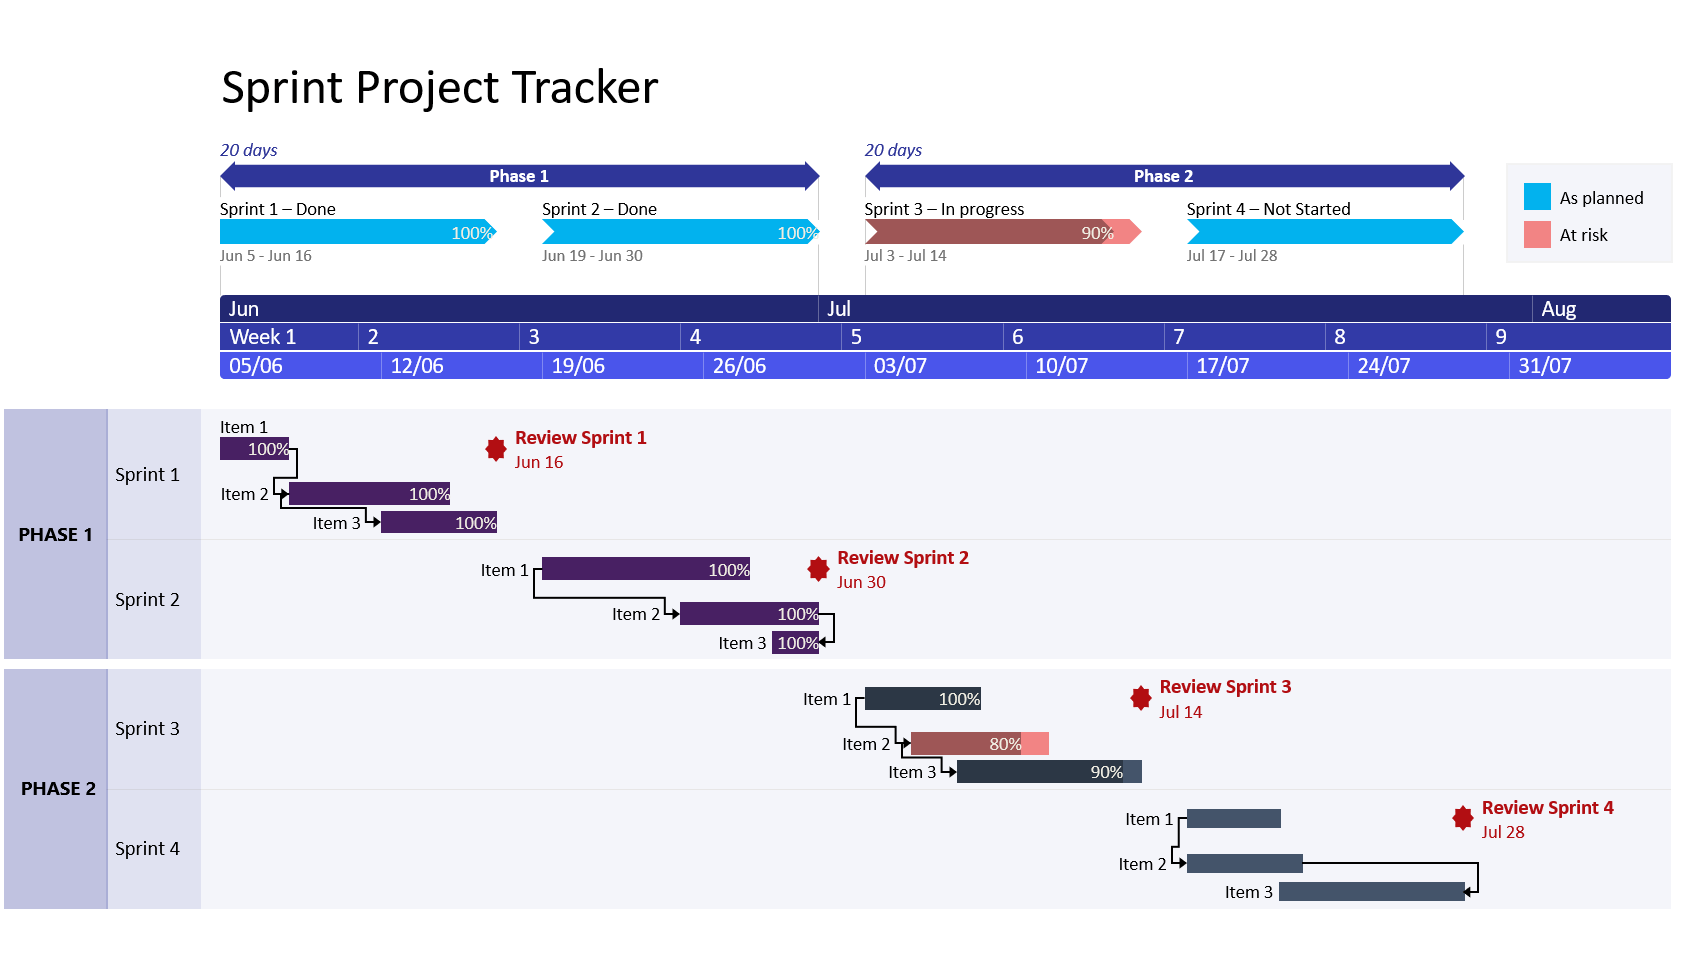 Sprint Project Tracker
20 days
20 days
Phase 1
Phase 2
Sprint 1 – Done
Sprint 2 – Done
Sprint 3 – In progress
Sprint 4 – Not Started
As planned
100%
100%
90%
At risk
Jun 5 - Jun 16
Jun 19 - Jun 30
Jul 3 - Jul 14
Jul 17 - Jul 28
Jun
Jul
Aug
Week 1
2
3
4
5
6
7
8
9
05/06
12/06
19/06
26/06
03/07
10/07
17/07
24/07
31/07
PHASE 1
Sprint 1
Item 1
100%
Review Sprint 1
Jun 16
Item 2
100%
Item 3
100%
Sprint 2
Item 1
100%
Review Sprint 2
Jun 30
Item 2
100%
Item 3
100%
PHASE 2
Sprint 3
Item 1
100%
Review Sprint 3
Jul 14
Item 2
80%
Item 3
90%
Sprint 4
Item 1
Review Sprint 4
Jul 28
Item 2
Item 3